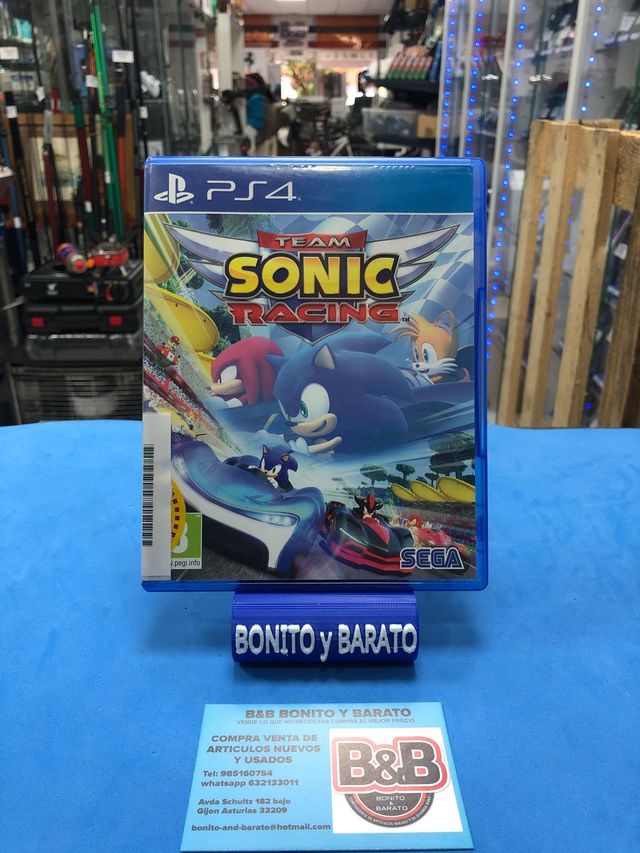 PS4
TEAM
SONIC
RACING
TM
SEGA
w.pegi.info
BONITO y BARATO
B&B BONITO Y BARATO
VENDE LO QUE NO NECESITAS COMPRA AL MEJOR PRECIO
COMPRA VENTA DE
ARTICULOS NUEVOS
Y USADOS
Tel: 985160754
whatsapp 632133011
Avda Schultz 182 bajo
Gijon Asturias 33209
bonito-and-barato@hotmail.com
B&B
BONITO
&
BARATO